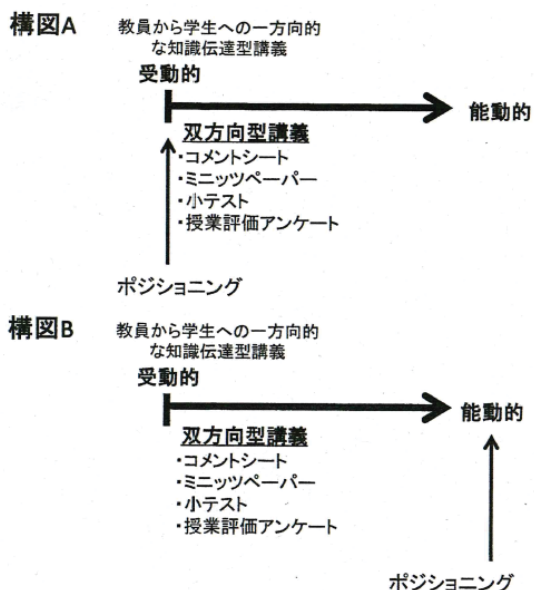 構図A
教員から学生への一方向的
な知識伝達型講義
受動的
能動的
双方向型講義
・コメントシート
・ミニッツペーパー
・小テスト
・授業評価アンケート
ポジショニング
構図B
教員から学生への一方向的
な知識伝達型講義
受動的
能動的
双方向型講義
・コメントシート
・ミニッツペーパー
・小テスト
・授業評価アンケート
ポジショニング